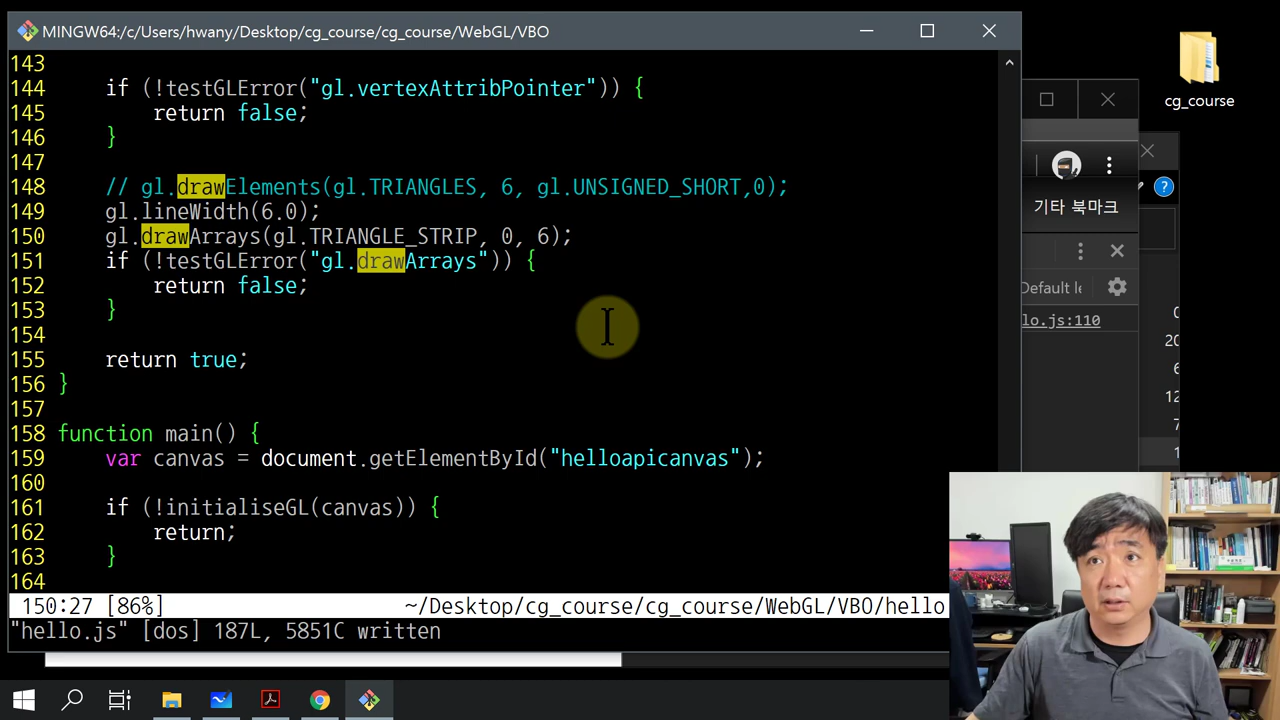 MINGW64:/c/Users/hwany/Desktop/cg_course/cg_course/WebGL/VBO
143
144     if (!testGLError("gl.vertexAttribPointer")) {
145         return false;
146     }
147
148     // gl.drawElements(gl.TRIANGLES, 6, gl.UNSIGNED_SHORT,0);
149     gl.lineWidth(6.0);
150     gl.drawArrays(gl.TRIANGLE_STRIP, 0, 6);
151     if (!testGLError("gl.drawArrays")) {
152         return false;
153     }
154
155     return true;
156 }
157
158 function main() {
159     var canvas = document.getElementById("helloapicanvas");
160
161     if (!initialiseGL(canvas)) {
162         return;
163     }
164
150:27 [86%] ~/Desktop/cg_course/cg_course/WebGL/VBO/hello
"hello.js" [dos] 187L, 5851C written
cg_course
기타 북마크
Default le
lo.js:110
20
6
12
7
1